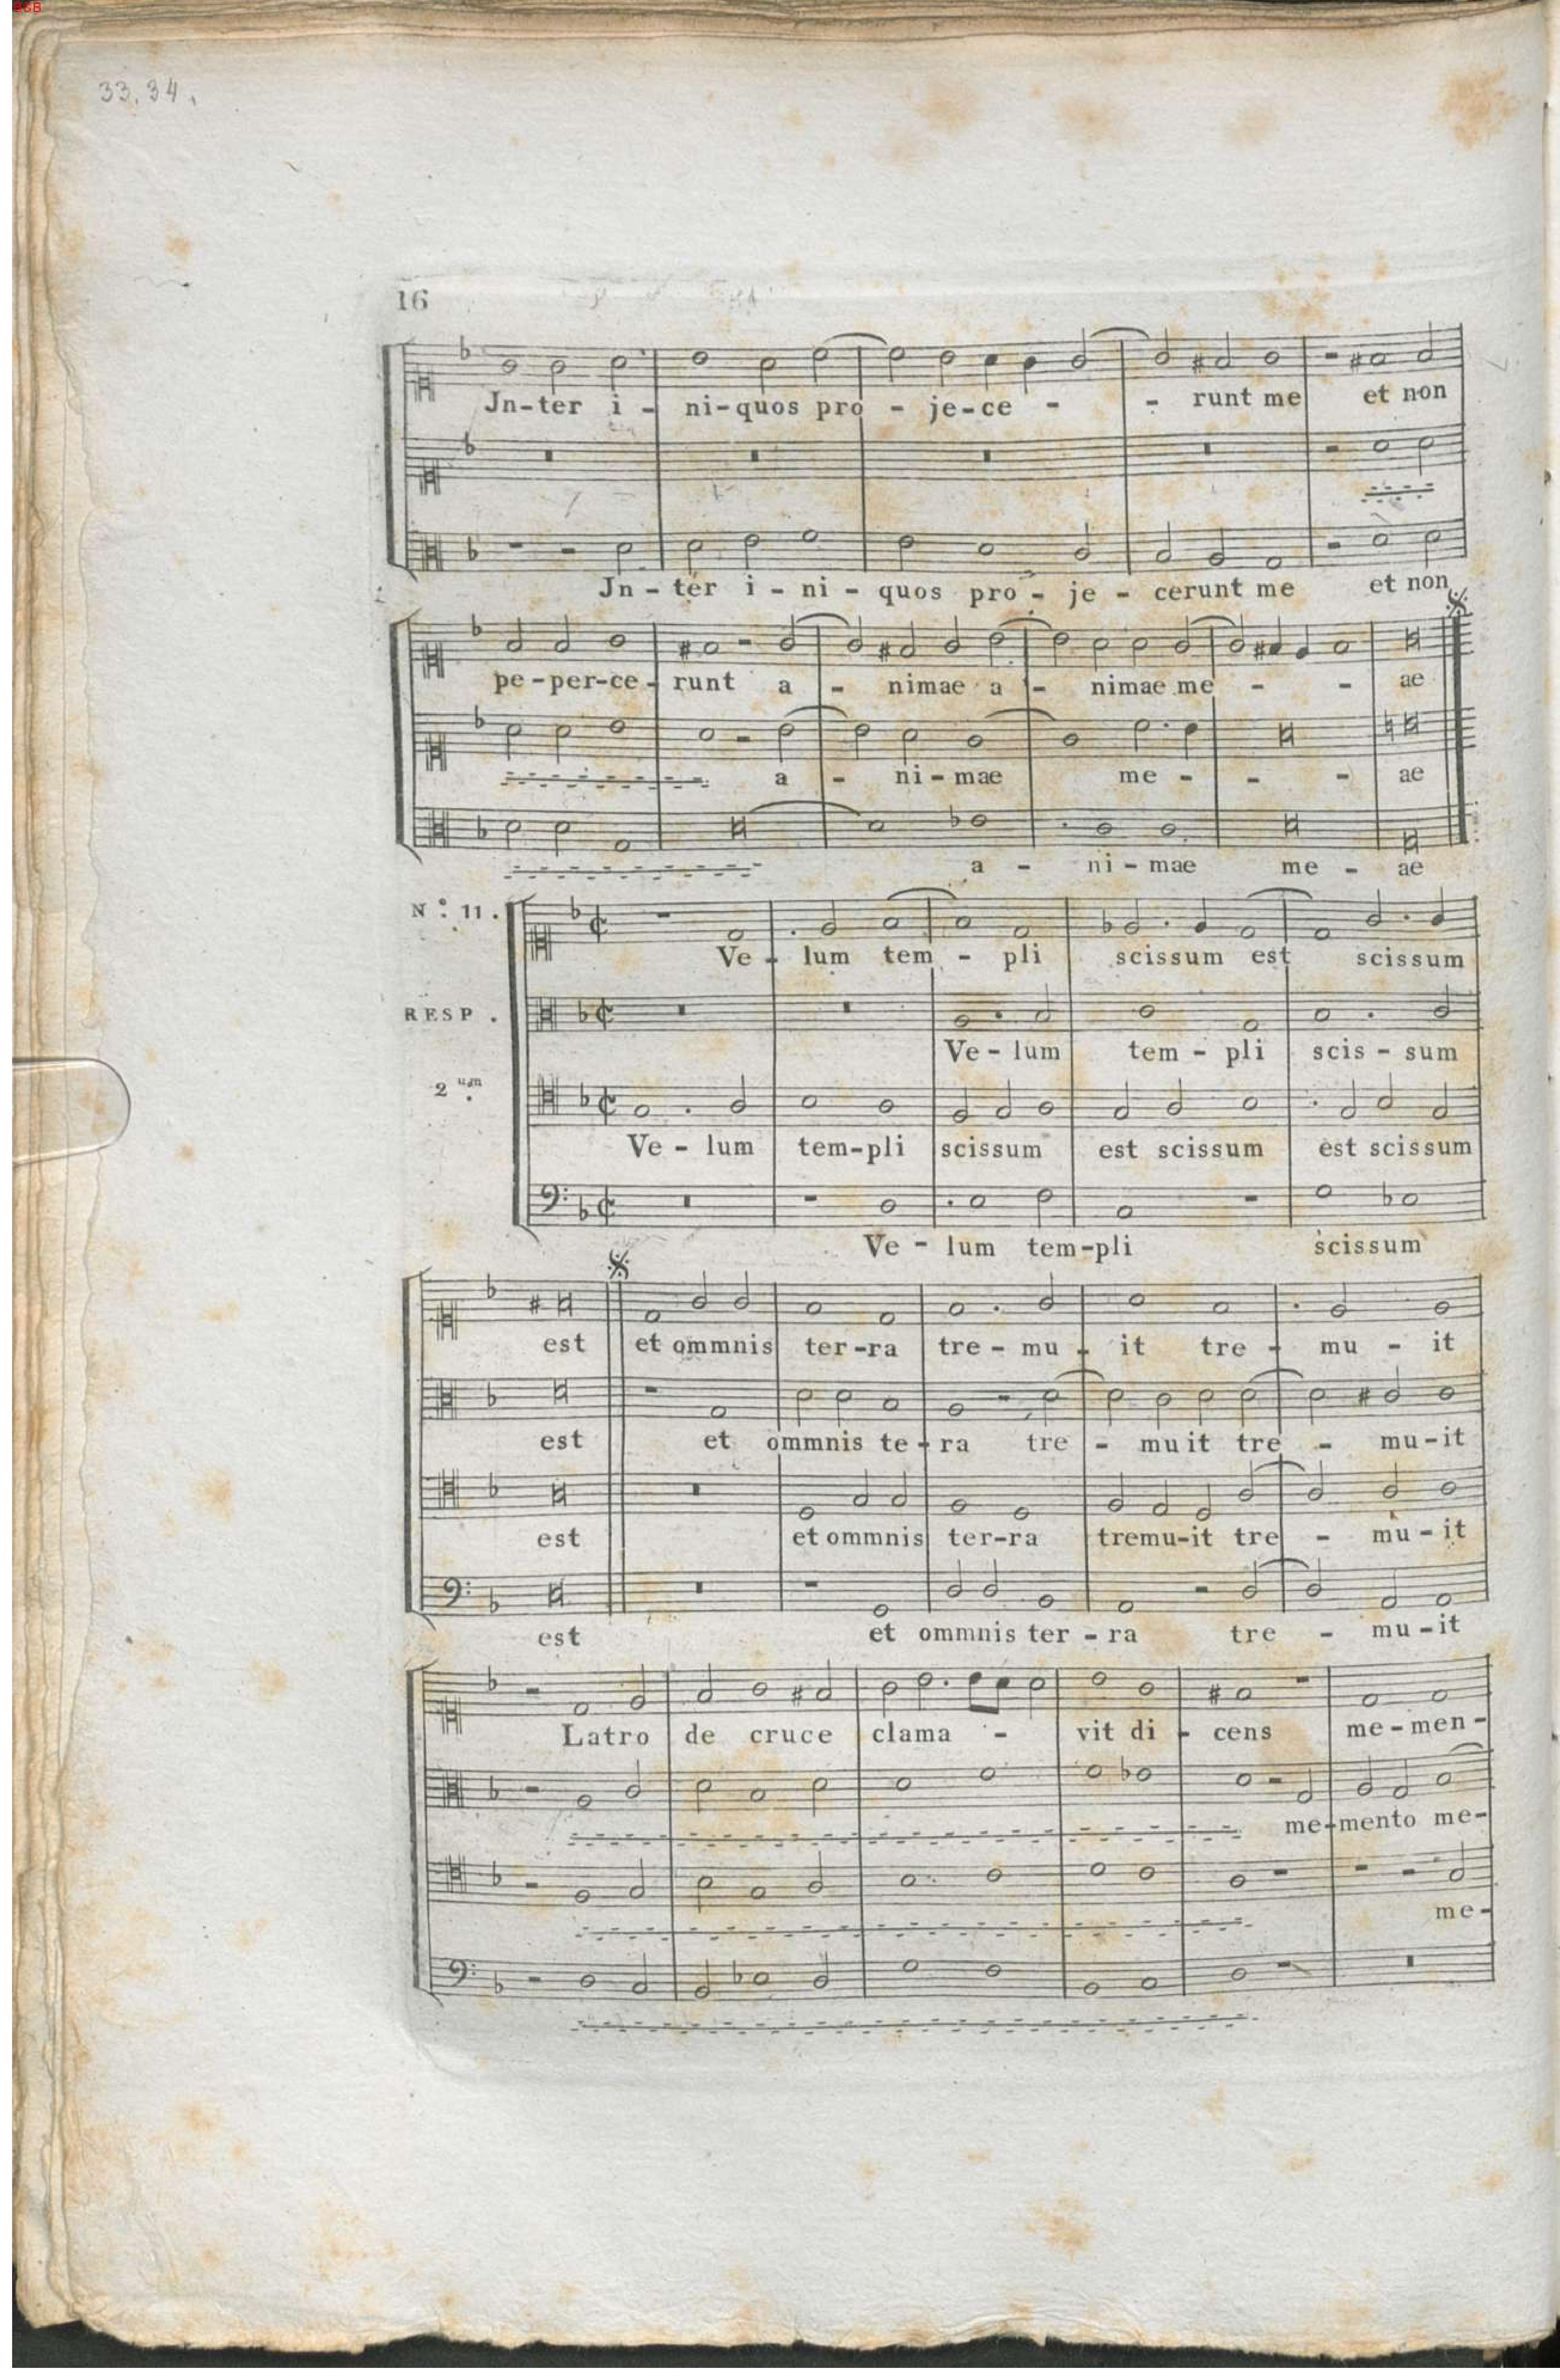 BSB
33. 34.
16
Jn-ter i - ni-quos pro - je-ce - - runt me et non
Jn - ter i - ni - quos pro - je - cerunt me et non
pe-per-ce-runt a - nimae a - nimae me - - ae
a - ni-mae me - - - ae
a - ni-mae me - ae
N.º 11.
Ve - lum tem - pli scissum est scissum
RESP.
Ve - lum tem - pli scis - sum
2.um
Ve - lum tem-pli scissum est scissum est scissum
Ve - lum tem-pli scissum
est et ommnis ter-ra tre - mu - it tre - mu - it
est et ommnis te-ra tre - muit tre - mu-it
est et ommnis ter-ra tremu-it tre - mu-it
est et ommnis ter-ra tre - mu-it
Latro de cruce clama - vit di - cens me-men-
me-mento me-
me-